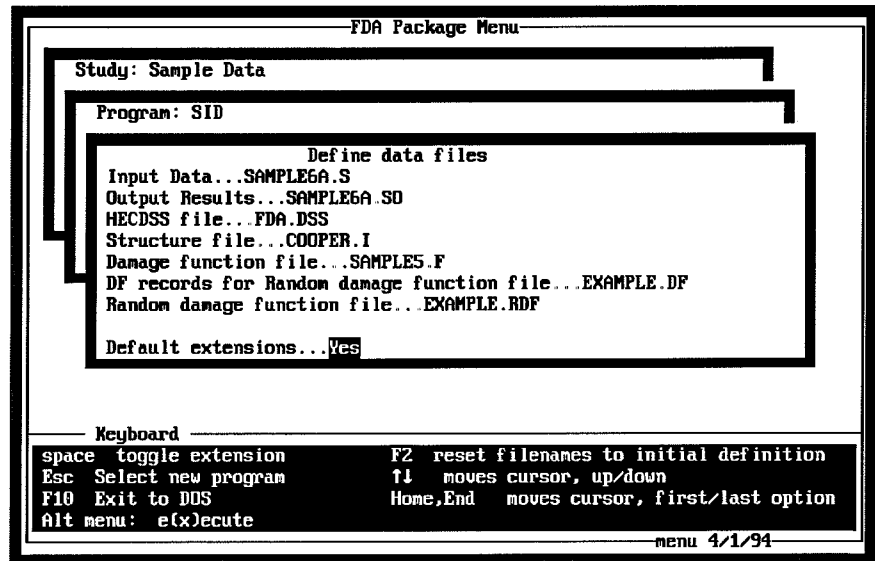 FDA Package Menu
Study: Sample Data
Program: SID
Define data files
Input Data...SAMPLE6A.S
Output Results...SAMPLE6A.SO
HECDSS file...FDA.DSS
Structure file...COOPER.I
Damage function file...SAMPLE5.F
DF records for Random damage function file...EXAMPLE.DF
Random damage function file...EXAMPLE.RDF
Default extensions...Yes
Keyboard
space toggle extension F2 reset filenames to initial definition
Esc Select new program ↑↓ moves cursor, up/down
F10 Exit to DOS Home,End moves cursor, first/last option
Alt menu: e(x)ecute
menu 4/1/94